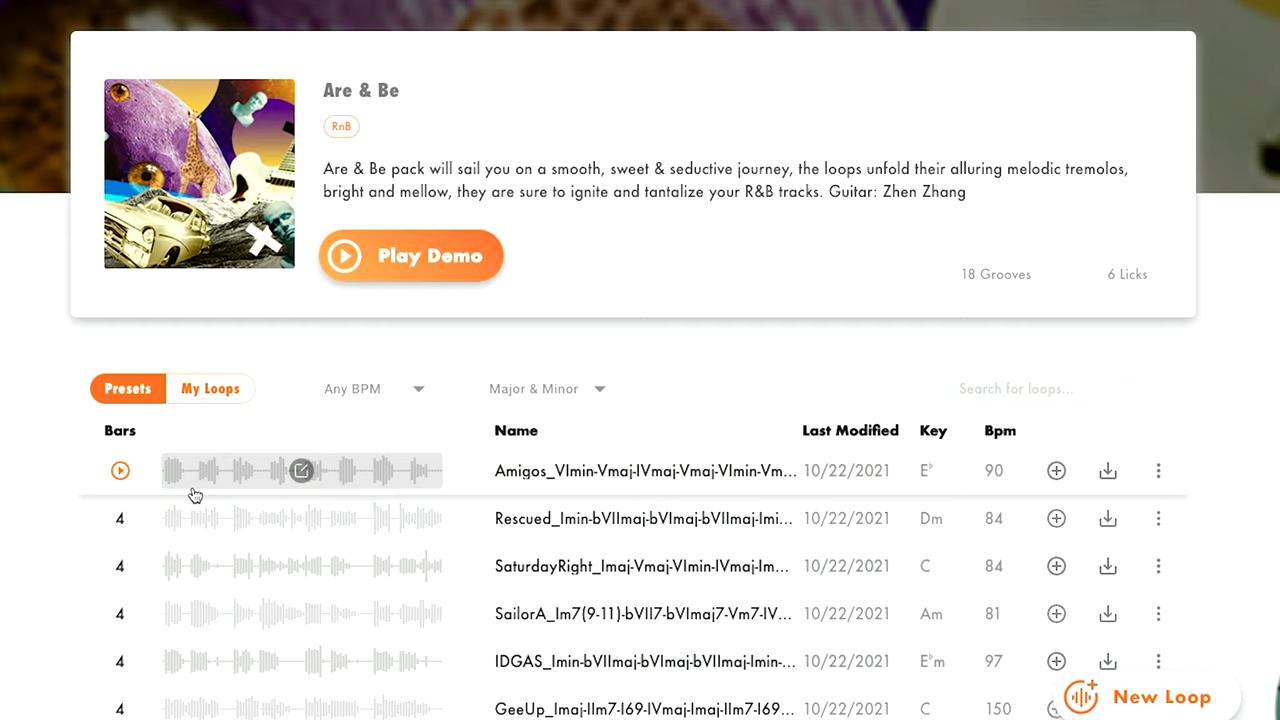 Are & Be
RnB
Are & Be pack will sail you on a smooth, sweet & seductive journey, the loops unfold their alluring melodic tremolos,
bright and mellow, they are sure to ignite and tantalize your R&B tracks. Guitar: Zhen Zhang
Play Demo
18 Grooves 6 Licks
Presets My Loops Any BPM Major & Minor Search for loops...
Bars Name Last Modified Key Bpm
Amigos_VImin-Vmaj-IVmaj-Vmaj-VImin-Vm... 10/22/2021 E♭ 90
4 Rescued_Imin-bVIImaj-bVImaj-bVIImaj-Imi... 10/22/2021 Dm 84
4 SaturdayRight_Imaj-Vmaj-VImin-IVmaj-Im... 10/22/2021 C 84
4 SailorA_Im7(9-11)-bVII7-bVImaj7-Vm7-IV... 10/22/2021 Am 81
4 IDGAS_Imin-bVIImaj-bVImaj-bVIImaj-Imin-... 10/22/2021 E♭m 97
4 GeeUp_Imaj-IIm7-I69-IVmaj-Imaj-IIm7-I69... 10/22/2021 C 150
New Loop